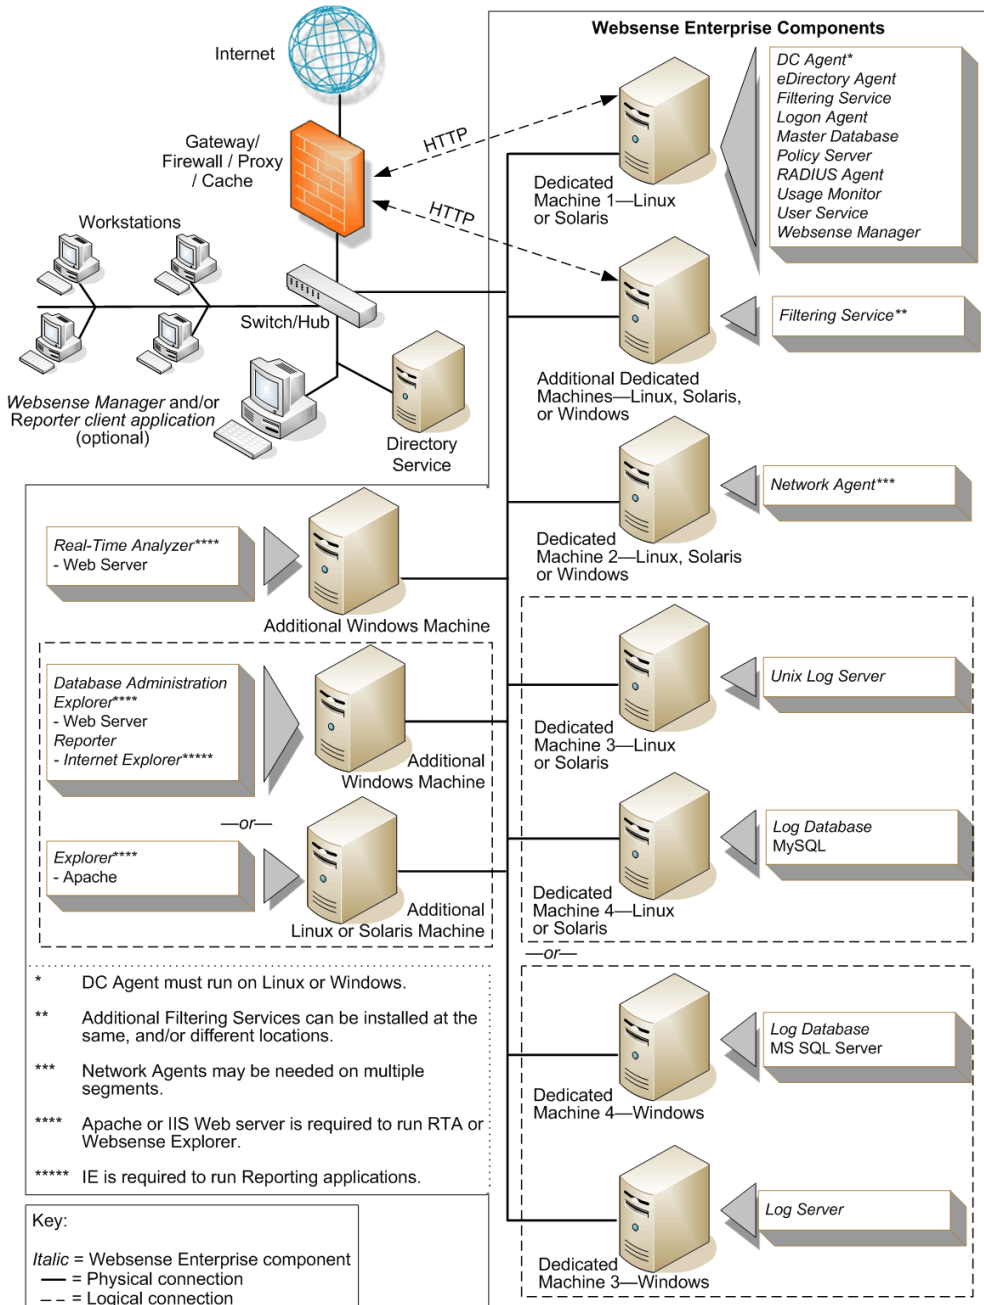 Websense Enterprise Components
Internet
Gateway/
Firewall / Proxy
/ Cache
HTTP
HTTP
Workstations
Switch/Hub
Websense Manager and/or
Reporter client application
(optional)
Directory
Service
DC Agent*
eDirectory Agent
Filtering Service
Logon Agent
Master Database
Policy Server
RADIUS Agent
Usage Monitor
User Service
Websense Manager
Dedicated
Machine 1—Linux
or Solaris
Filtering Service**
Additional Dedicated
Machines—Linux, Solaris,
or Windows
Network Agent***
Dedicated
Machine 2—Linux, Solaris
or Windows
Real-Time Analyzer****
- Web Server
Additional Windows Machine
Database Administration
Explorer****
- Web Server
Reporter
- Internet Explorer*****
Additional
Windows Machine
—or—
Explorer****
- Apache
Additional
Linux or Solaris Machine
Unix Log Server
Dedicated
Machine 3—Linux
or Solaris
Log Database
MySQL
Dedicated
Machine 4—Linux
or Solaris
—or—
Log Database
MS SQL Server
Dedicated
Machine 4—Windows
Log Server
Dedicated
Machine 3—Windows
* DC Agent must run on Linux or Windows.
** Additional Filtering Services can be installed at the
same, and/or different locations.
*** Network Agents may be needed on multiple
segments.
**** Apache or IIS Web server is required to run RTA or
Websense Explorer.
***** IE is required to run Reporting applications.
Key:
Italic = Websense Enterprise component
— = Physical connection
– – = Logical connection